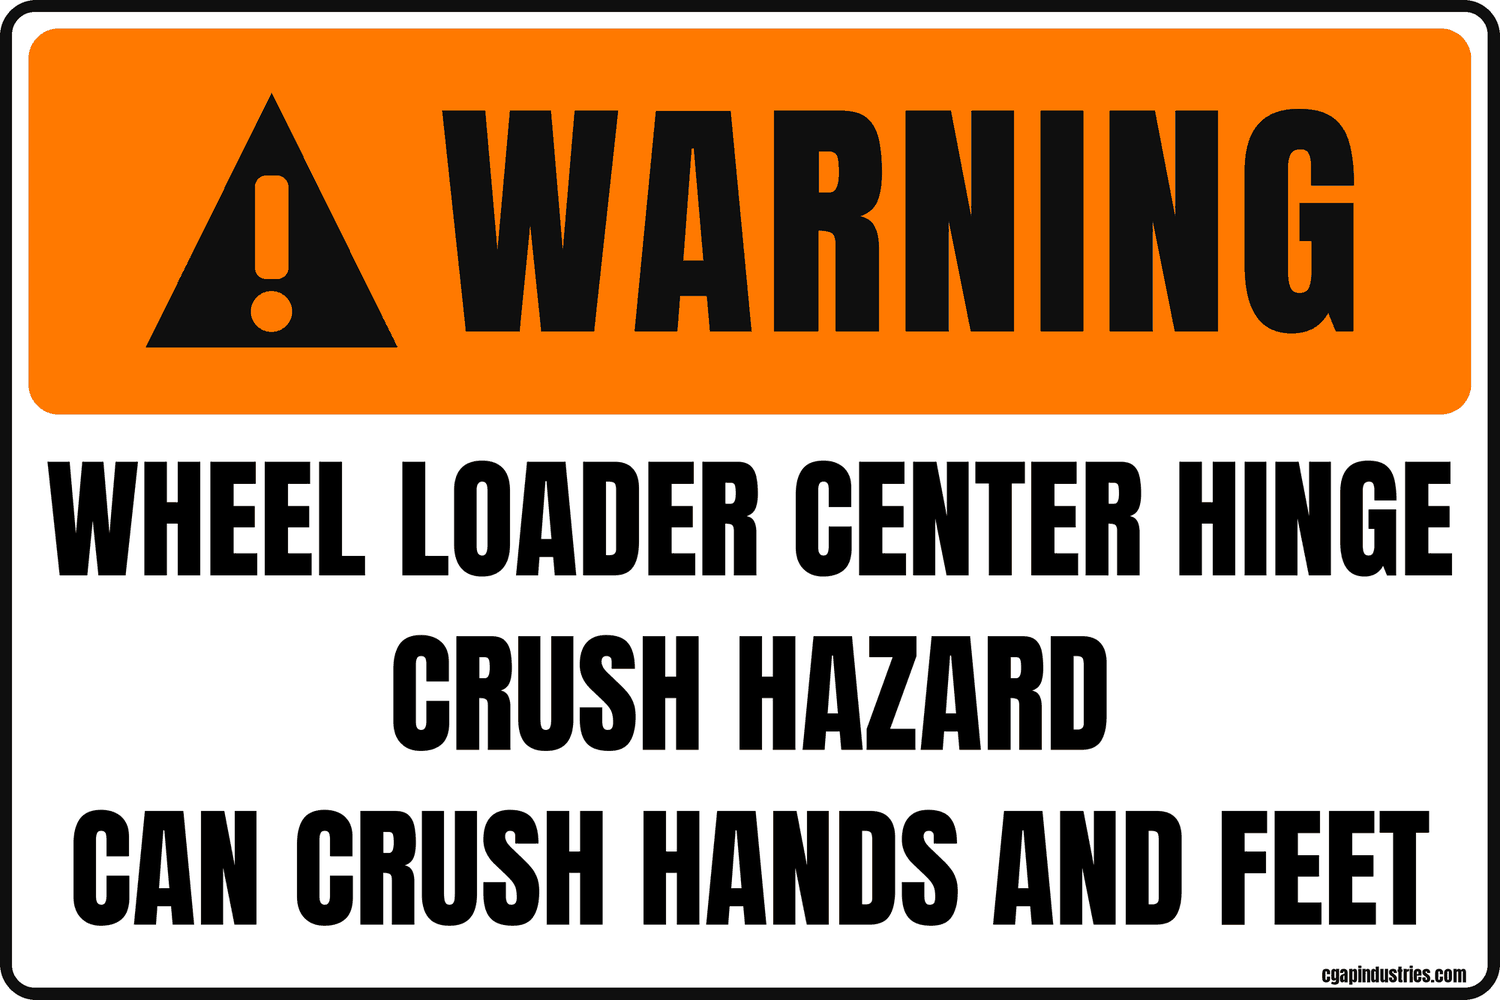 WARNING
WHEEL LOADER CENTER HINGE
CRUSH HAZARD
CAN CRUSH HANDS AND FEET
cgapindustries.com